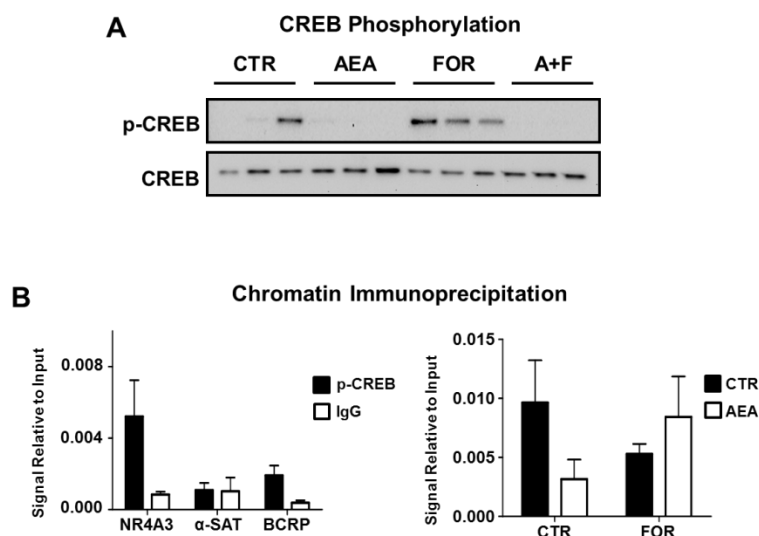 A
CREB Phosphorylation
CTR AEA FOR A+F
p-CREB
CREB
B
Chromatin Immunoprecipitation
Signal Relative to Input
0.008
0.004
0.000
NR4A3 α-SAT BCRP
p-CREB
IgG
Signal Relative to Input
0.015
0.010
0.005
0.000
CTR FOR
CTR
AEA